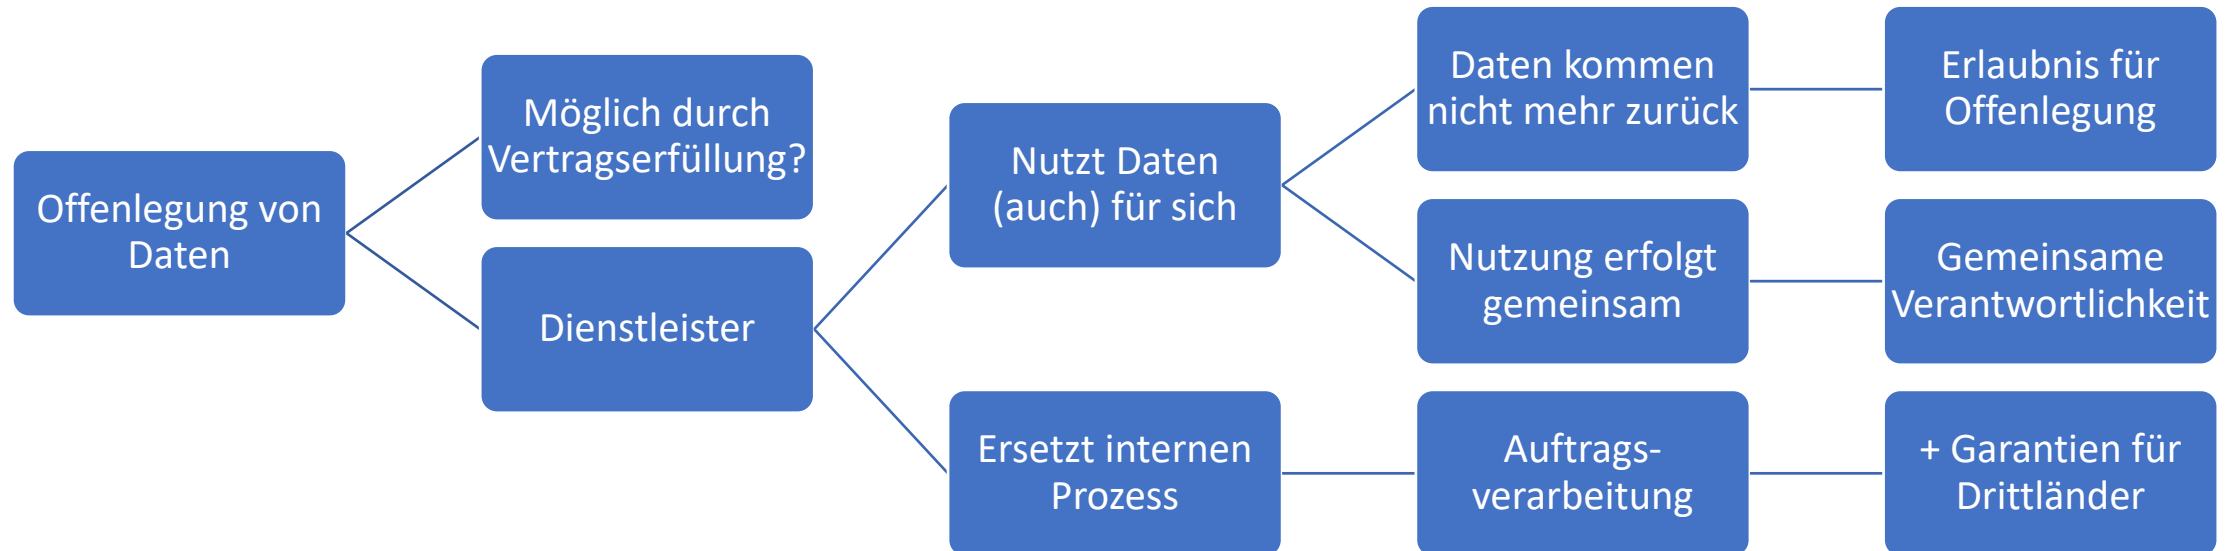 Offenlegung von
Daten
Möglich durch
Vertragserfüllung?
Dienstleister
Nutzt Daten
(auch) für sich
Daten kommen
nicht mehr zurück
Erlaubnis für
Offenlegung
Nutzung erfolgt
gemeinsam
Gemeinsame
Verantwortlichkeit
Ersetzt internen
Prozess
Auftrags-
verarbeitung
+ Garantien für
Drittländer